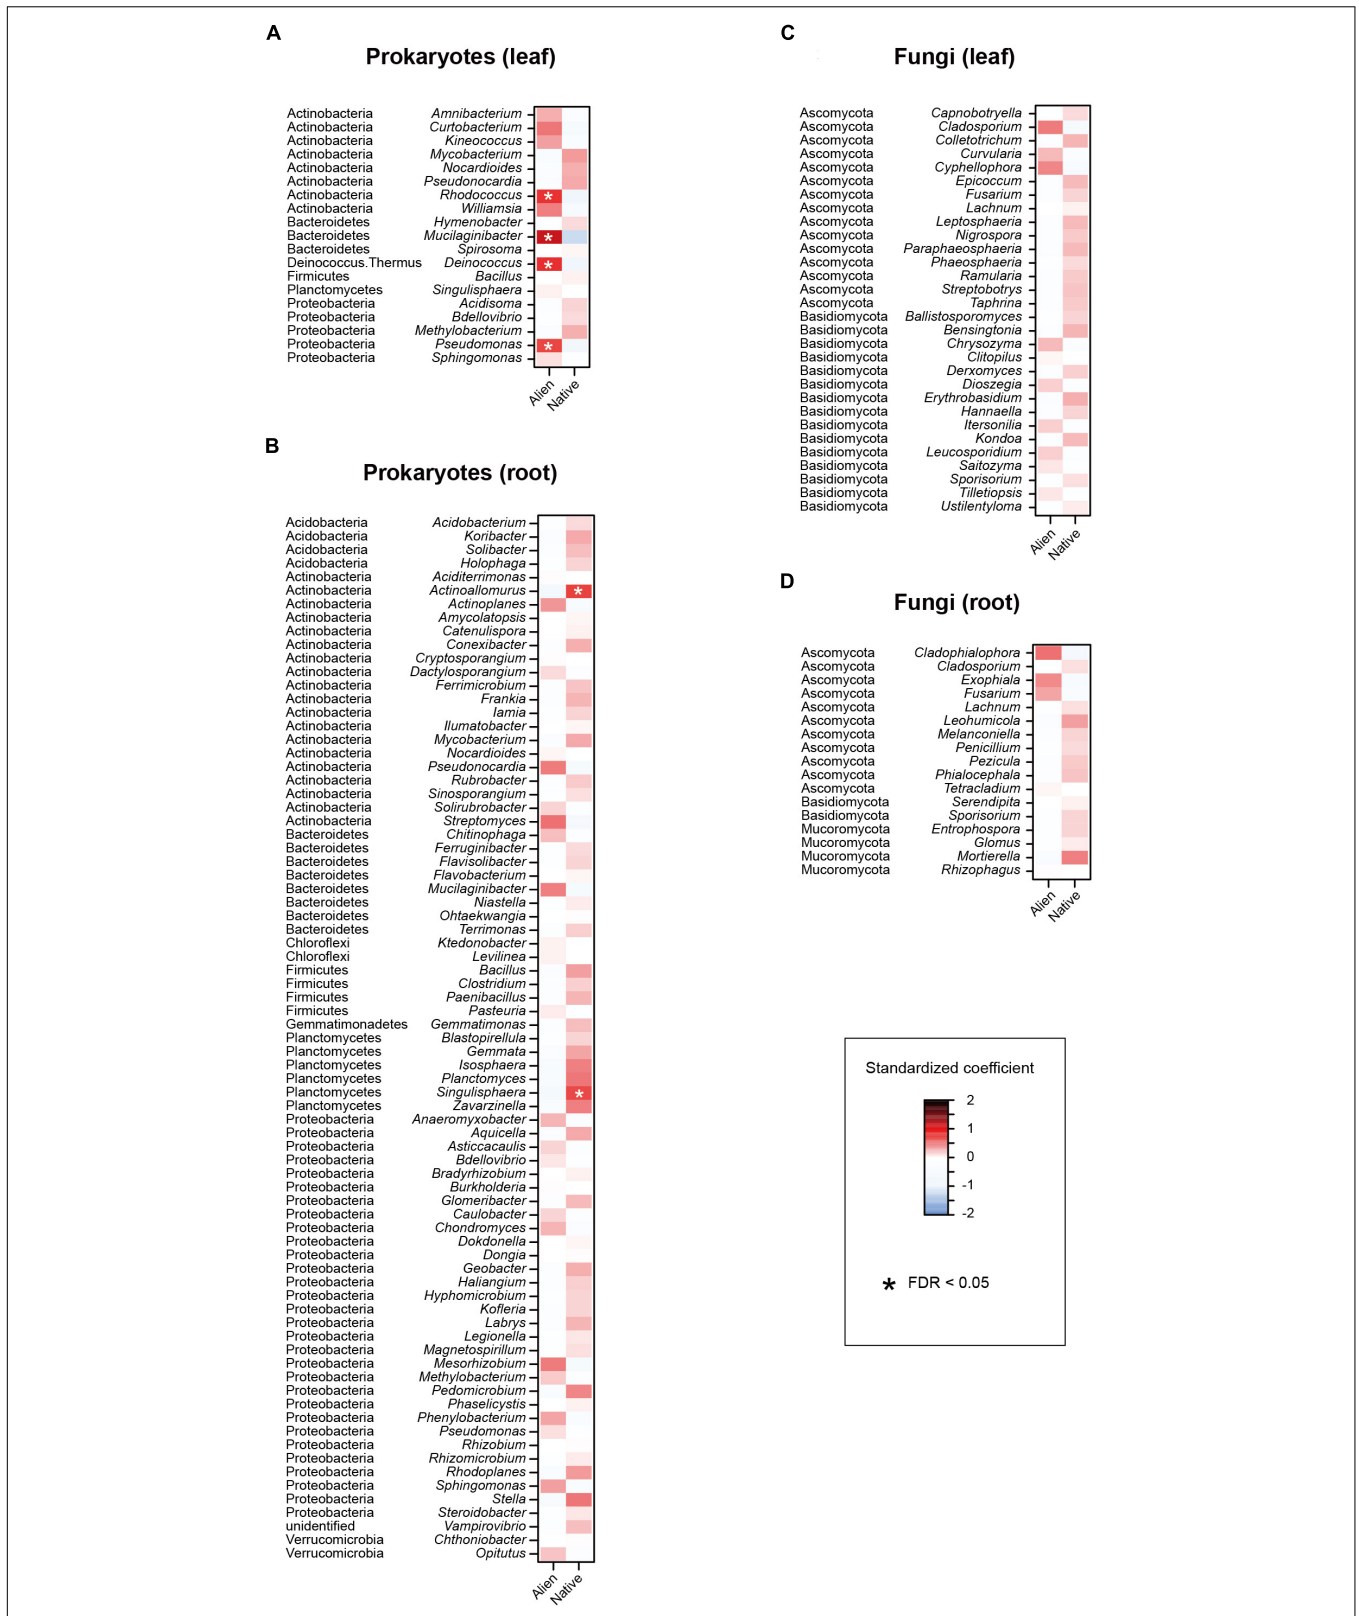 A
Prokaryotes (leaf)
Actinobacteria Amnibacterium
Actinobacteria Curtobacterium
Actinobacteria Kineococcus
Actinobacteria Mycobacterium
Actinobacteria Nocardioides
Actinobacteria Pseudonocardia
Actinobacteria Rhodococcus *
Actinobacteria Williamsia
Bacteroidetes Hymenobacter
Bacteroidetes Mucilaginibacter *
Bacteroidetes Spirosoma
Deinococcus.Thermus Deinococcus *
Firmicutes Bacillus
Planctomycetes Singulisphaera
Proteobacteria Acidisoma
Proteobacteria Bdellovibrio
Proteobacteria Methylobacterium
Proteobacteria Pseudomonas *
Proteobacteria Sphingomonas
Alien Native
B
Prokaryotes (root)
Acidobacteria Acidobacterium
Acidobacteria Koribacter
Acidobacteria Solibacter
Acidobacteria Holophaga
Actinobacteria Aciditerrimonas
Actinobacteria Actinoallomurus *
Actinobacteria Actinoplanes
Actinobacteria Amycolatopsis
Actinobacteria Catenulispora
Actinobacteria Conexibacter
Actinobacteria Cryptosporangium
Actinobacteria Dactylosporangium
Actinobacteria Ferrimicrobium
Actinobacteria Frankia
Actinobacteria Iamia
Actinobacteria Ilumatobacter
Actinobacteria Mycobacterium
Actinobacteria Nocardioides
Actinobacteria Pseudonocardia
Actinobacteria Rubrobacter
Actinobacteria Sinosporangium
Actinobacteria Solirubrobacter
Actinobacteria Streptomyces
Bacteroidetes Chitinophaga
Bacteroidetes Ferruginibacter
Bacteroidetes Flavisolibacter
Bacteroidetes Flavobacterium
Bacteroidetes Mucilaginibacter
Bacteroidetes Niastella
Bacteroidetes Ohtaekwangia
Bacteroidetes Terrimonas
Chloroflexi Ktedonobacter
Chloroflexi Levilinea
Firmicutes Bacillus
Firmicutes Clostridium
Firmicutes Paenibacillus
Firmicutes Pasteuria
Gemmatimonadetes Gemmatimonas
Planctomycetes Blastopirellula
Planctomycetes Gemmata
Planctomycetes Isosphaera
Planctomycetes Planctomyces
Planctomycetes Singulisphaera *
Planctomycetes Zavarzinella
Proteobacteria Anaeromyxobacter
Proteobacteria Aquicella
Proteobacteria Asticcacaulis
Proteobacteria Bdellovibrio
Proteobacteria Bradyrhizobium
Proteobacteria Burkholderia
Proteobacteria Glomeribacter
Proteobacteria Caulobacter
Proteobacteria Chondromyces
Proteobacteria Dokdonella
Proteobacteria Dongia
Proteobacteria Geobacter
Proteobacteria Haliangium
Proteobacteria Hyphomicrobium
Proteobacteria Kofleria
Proteobacteria Labrys
Proteobacteria Legionella
Proteobacteria Magnetospirillum
Proteobacteria Mesorhizobium
Proteobacteria Methylobacterium
Proteobacteria Pedomicrobium
Proteobacteria Phaselicystis
Proteobacteria Phenylobacterium
Proteobacteria Pseudomonas
Proteobacteria Rhizobium
Proteobacteria Rhizomicrobium
Proteobacteria Rhodoplanes
Proteobacteria Sphingomonas
Proteobacteria Stella
Proteobacteria Steroidobacter
unidentified Vampirovibrio
Verrucomicrobia Chthoniobacter
Verrucomicrobia Opitutus
Alien Native
C
Fungi (leaf)
Ascomycota Capnobotryella
Ascomycota Cladosporium
Ascomycota Colletotrichum
Ascomycota Curvularia
Ascomycota Cyphellophora
Ascomycota Epicoccum
Ascomycota Fusarium
Ascomycota Lachnum
Ascomycota Leptosphaeria
Ascomycota Nigrospora
Ascomycota Paraphaeosphaeria
Ascomycota Phaeosphaeria
Ascomycota Ramularia
Ascomycota Streptobotrys
Ascomycota Taphrina
Basidiomycota Ballistosporomyces
Basidiomycota Bensingtonia
Basidiomycota Chrysozyma
Basidiomycota Clitopilus
Basidiomycota Derxomyces
Basidiomycota Dioszegia
Basidiomycota Erythrobasidium
Basidiomycota Hannaella
Basidiomycota Itersonilia
Basidiomycota Kondoa
Basidiomycota Leucosporidium
Basidiomycota Saitozyma
Basidiomycota Sporisorium
Basidiomycota Tilletiopsis
Basidiomycota Ustilentyloma
Alien Native
D
Fungi (root)
Ascomycota Cladophialophora
Ascomycota Cladosporium
Ascomycota Exophiala
Ascomycota Fusarium
Ascomycota Lachnum
Ascomycota Leohumicola
Ascomycota Melanconiella
Ascomycota Penicillium
Ascomycota Pezicula
Ascomycota Phialocephala
Ascomycota Tetracladium
Basidiomycota Serendipita
Basidiomycota Sporisorium
Mucoromycota Entrophospora
Mucoromycota Glomus
Mucoromycota Mortierella
Mucoromycota Rhizophagus
Alien Native
Standardized coefficient
2
1
0
-1
-2
* FDR < 0.05